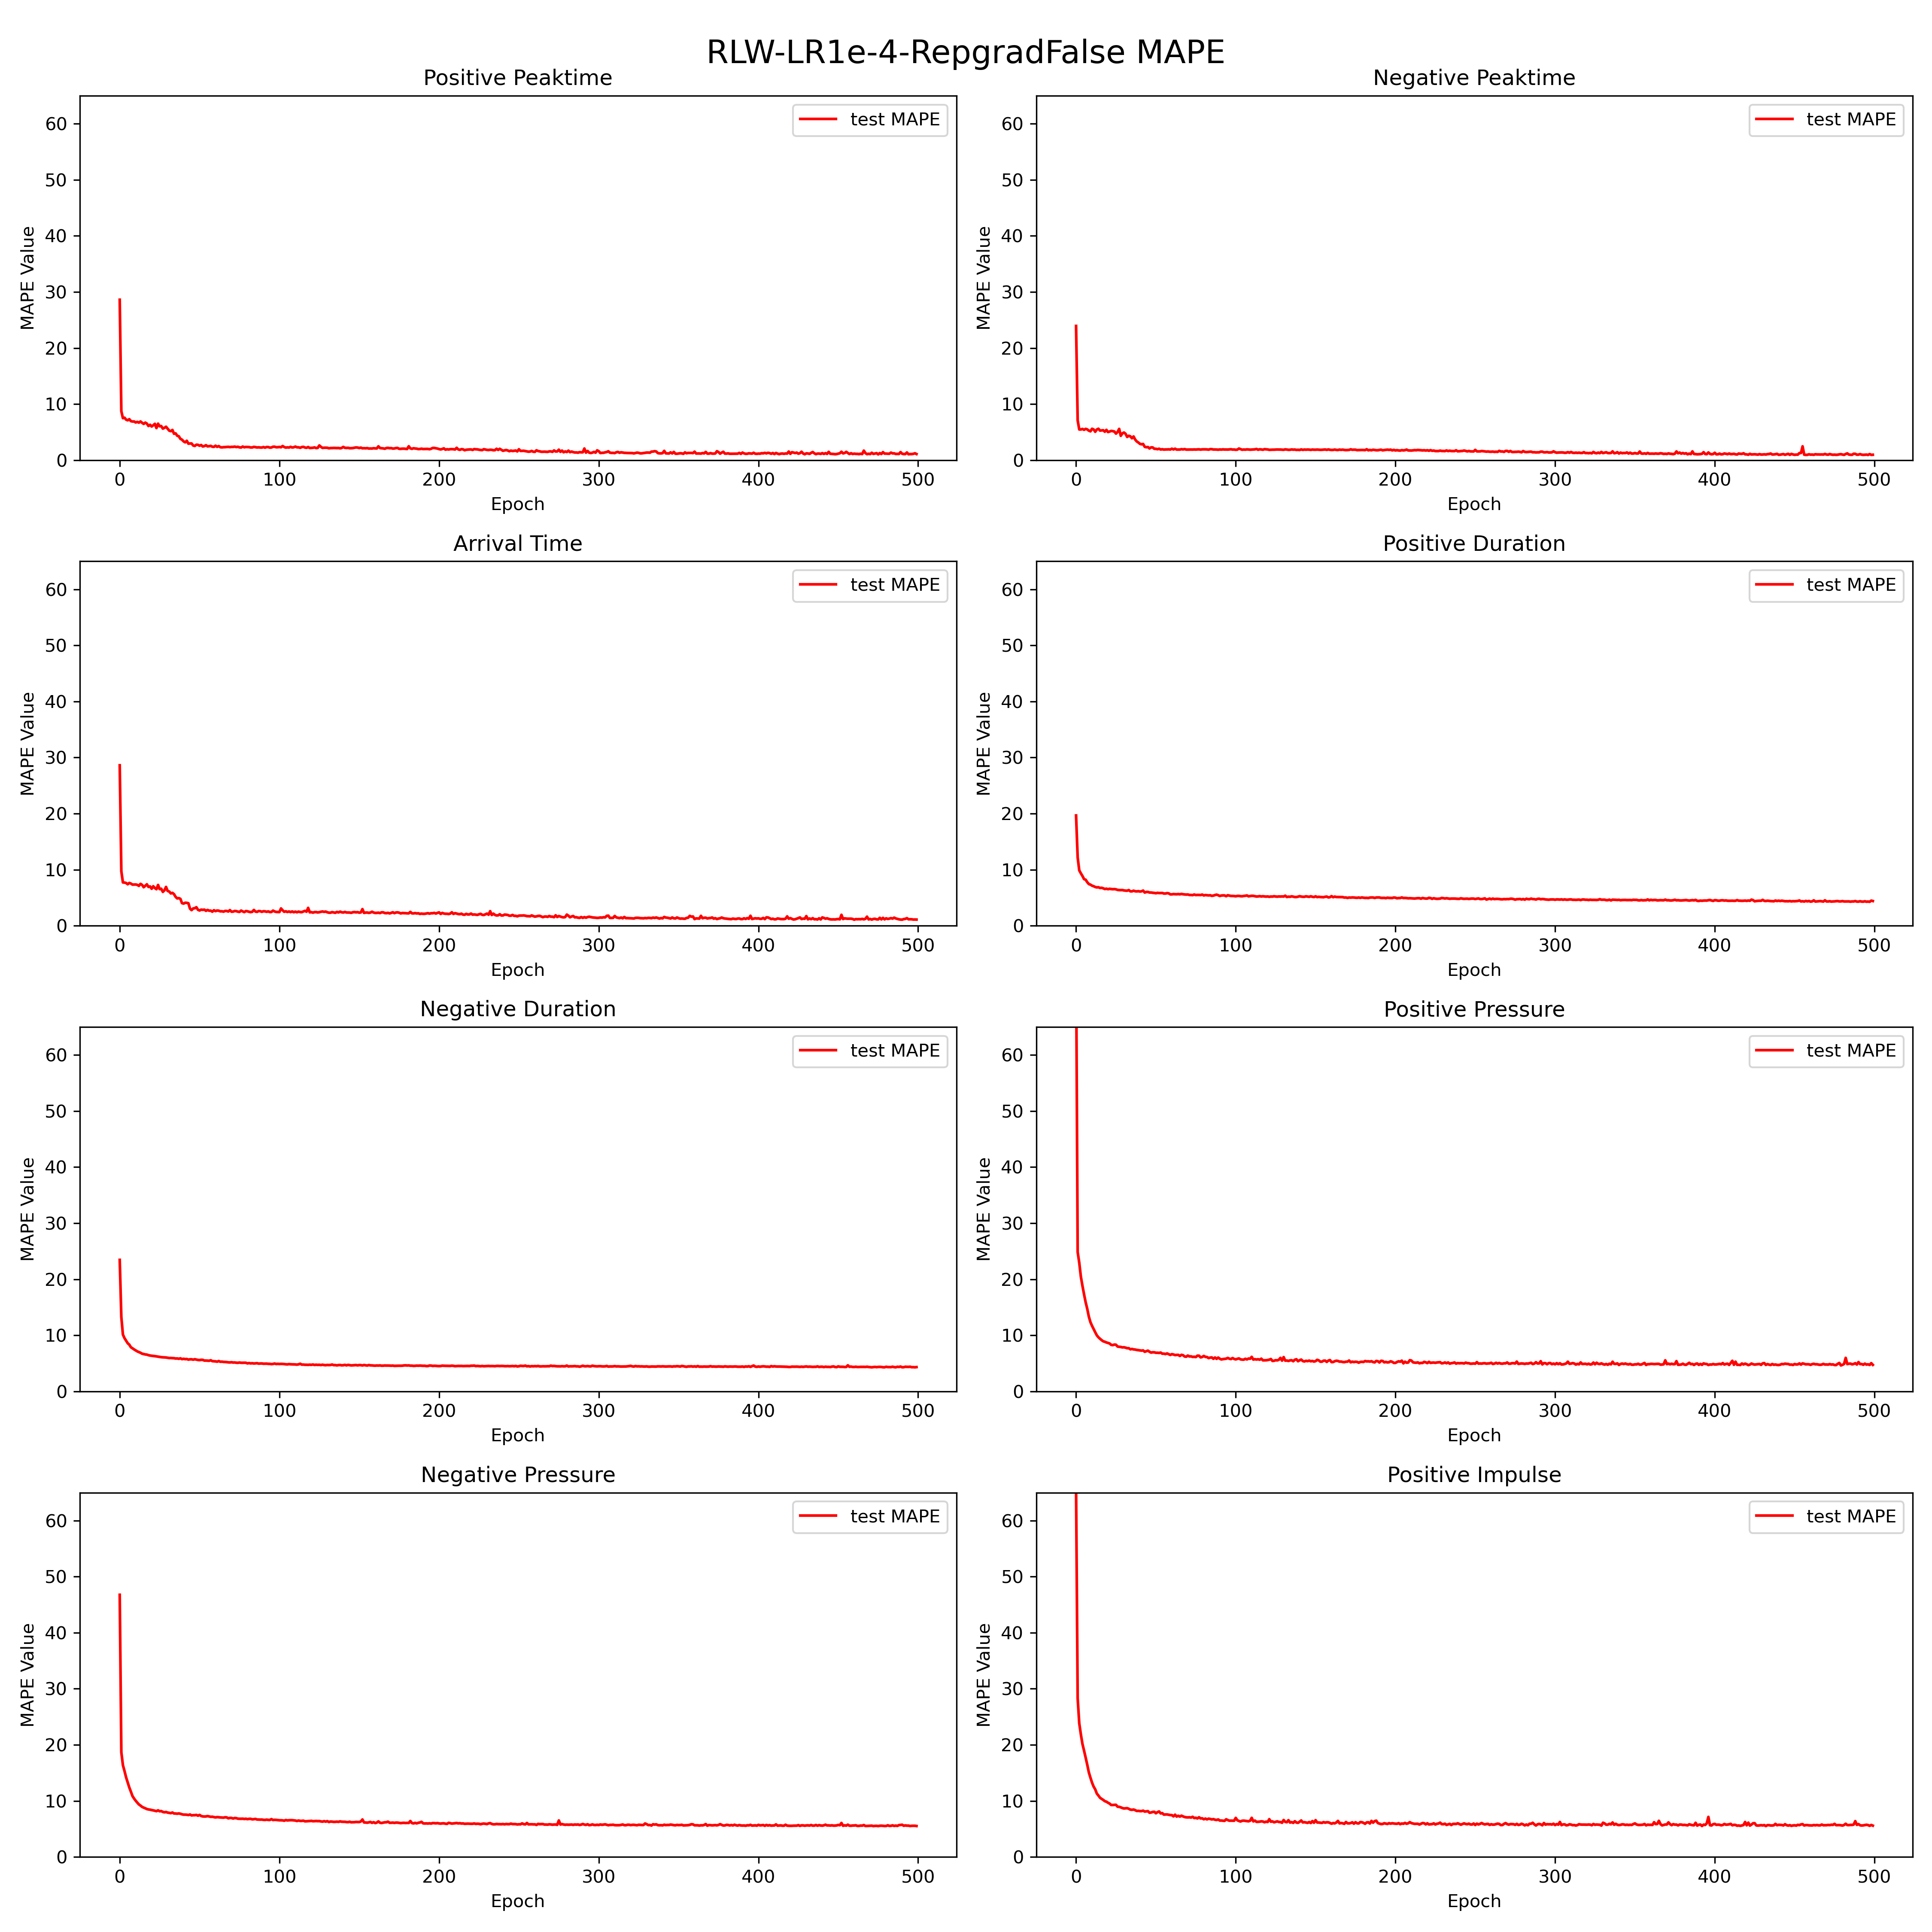 RLW-LR1e-4-RepgradFalse MAPE
Positive Peaktime
test MAPE
MAPE Value
60
50
40
30
20
10
0
0 100 200 300 400 500
Epoch
Negative Peaktime
test MAPE
MAPE Value
60
50
40
30
20
10
0
0 100 200 300 400 500
Epoch
Arrival Time
test MAPE
MAPE Value
60
50
40
30
20
10
0
0 100 200 300 400 500
Epoch
Positive Duration
test MAPE
MAPE Value
60
50
40
30
20
10
0
0 100 200 300 400 500
Epoch
Negative Duration
test MAPE
MAPE Value
60
50
40
30
20
10
0
0 100 200 300 400 500
Epoch
Positive Pressure
test MAPE
MAPE Value
60
50
40
30
20
10
0
0 100 200 300 400 500
Epoch
Negative Pressure
test MAPE
MAPE Value
60
50
40
30
20
10
0
0 100 200 300 400 500
Epoch
Positive Impulse
test MAPE
MAPE Value
60
50
40
30
20
10
0
0 100 200 300 400 500
Epoch